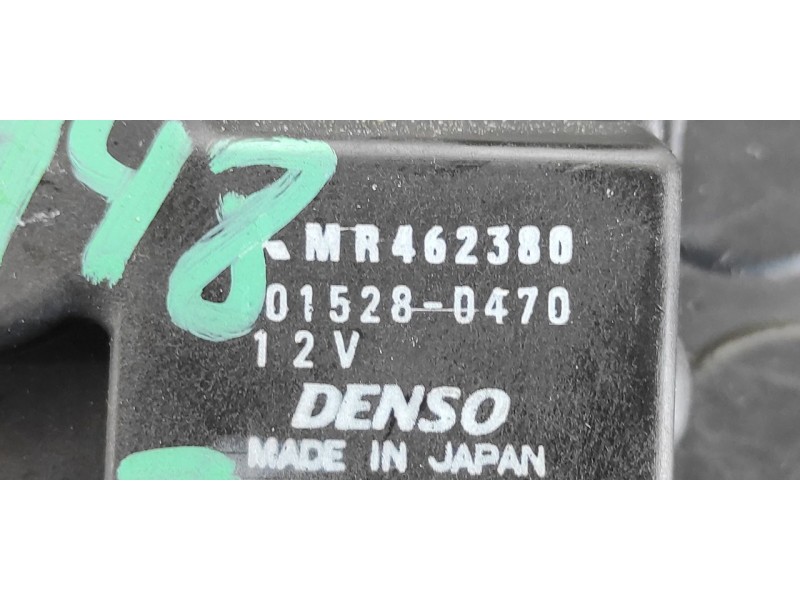 MR462380
01528-0470
12V
DENSO
MADE IN JAPAN